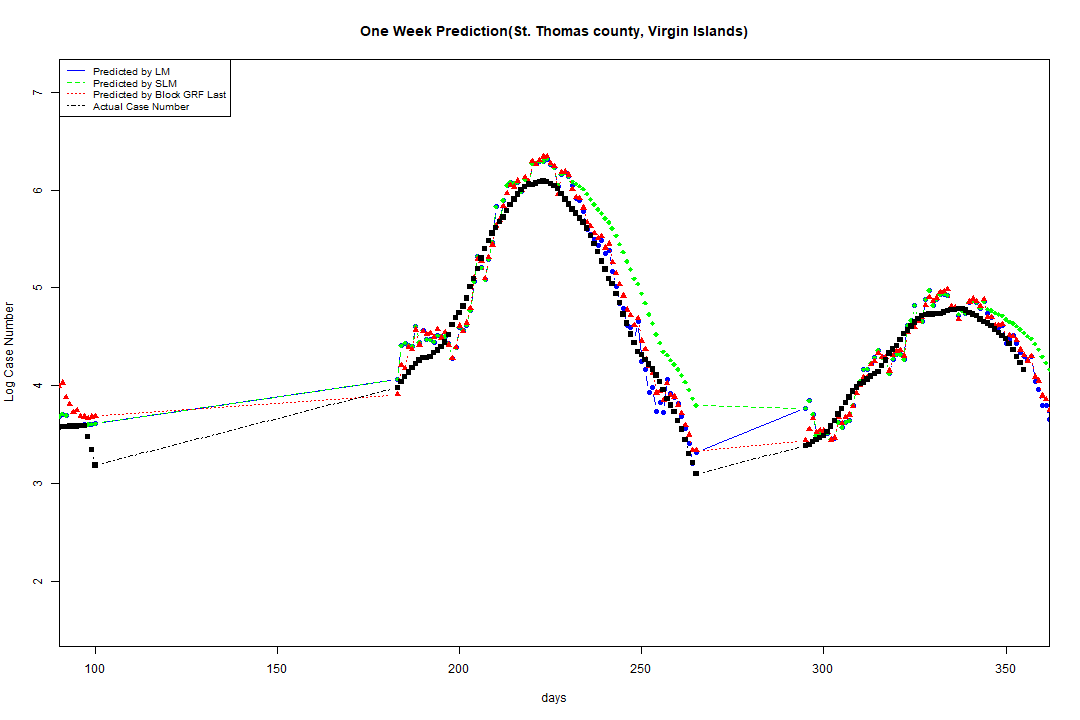 One Week Prediction(St. Thomas county, Virgin Islands)
Predicted by LM
Predicted by SLM
Predicted by Block GRF Last
Actual Case Number
7
6
5
4
3
2
Log Case Number
100 150 200 250 300 350
days